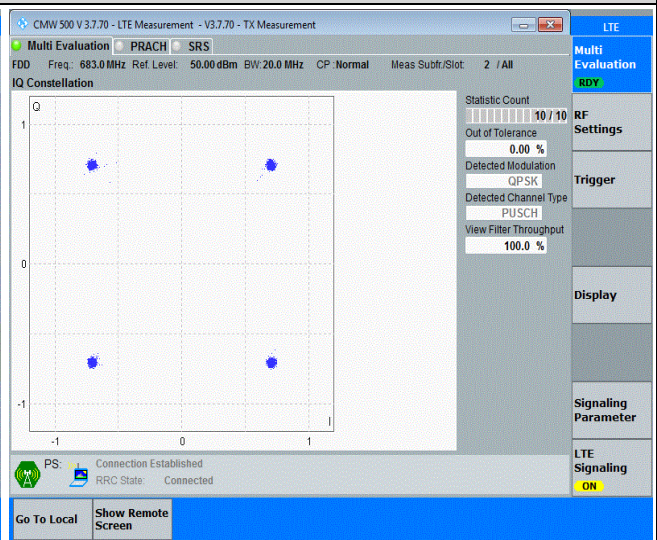 CMW 500 V 3.7.70 - LTE Measurement - V3.7.70 - TX Measurement
LTE
Multi Evaluation PRACH SRS
Multi
Evaluation
RDY
FDD Freq.: 683.0 MHz Ref. Level: 50.00 dBm BW: 20.0 MHz CP : Normal Meas Subfr./Slot: 2 / All
IQ Constellation
Statistic Count
10 / 10
Out of Tolerance
0.00 %
Detected Modulation
QPSK
Detected Channel Type
PUSCH
View Filter Throughput
100.0 %
RF
Settings
Trigger
Display
Signaling
Parameter
LTE
Signaling
ON
Q
1
0
-1
I
-1 0 1
PS: Connection Established
RRC State: Connected
Go To Local
Show Remote
Screen